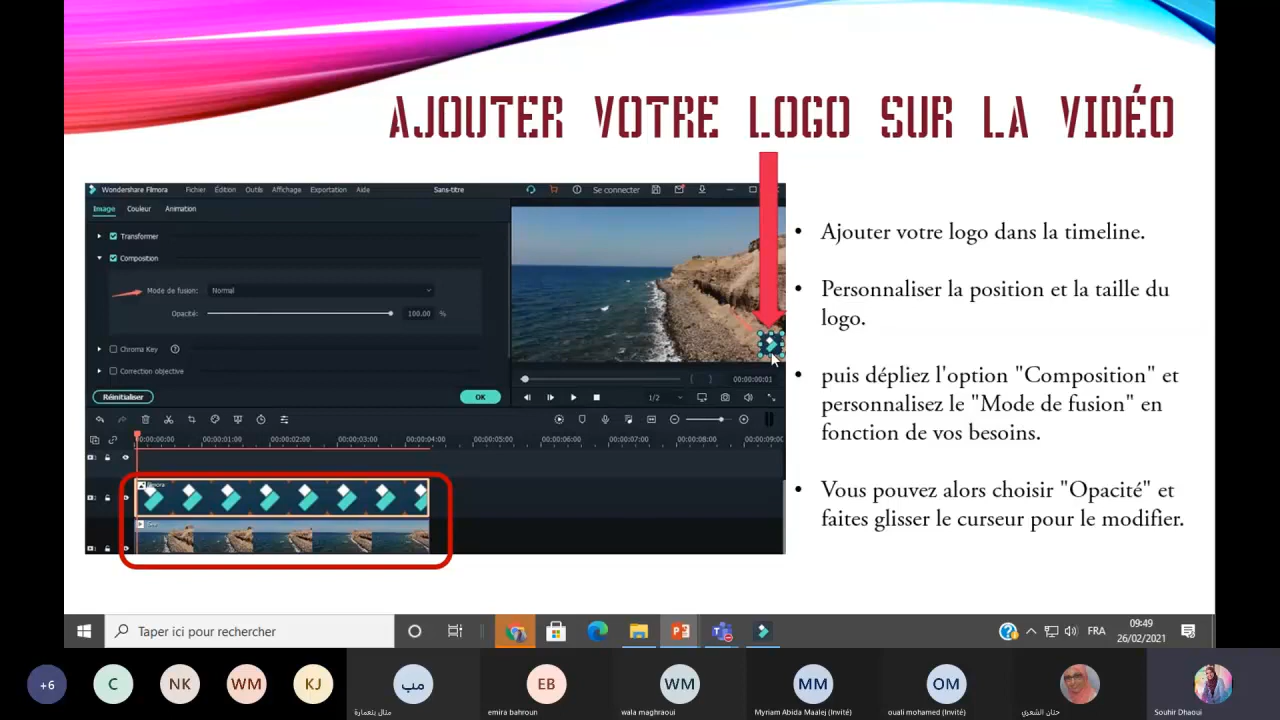 AJOUTER VOTRE LOGO SUR LA VIDÉO
Wondershare Filmora Fichier Édition Outils Affichage Exportation Aide Sans-titre Se connecter
Image Couleur Animation
Transformer
Composition
Mode de fusion: Normal
Opacité: 100.00 %
Chroma Key
Correction objective
Réinitialiser OK
00:00:00:01
1/2
00:00:00:00 00:00:01:00 00:00:02:00 00:00:03:00 00:00:04:00 00:00:05:00 00:00:06:00 00:00:07:00 00:00:08:00 00:00:09:0
filmora
• Ajouter votre logo dans la timeline.
• Personnaliser la position et la taille du
logo.
• puis dépliez l'option "Composition" et
personnalisez le "Mode de fusion" en
fonction de vos besoins.
• Vous pouvez alors choisir "Opacité" et
faites glisser le curseur pour le modifier.
Taper ici pour rechercher
FRA
09:49
26/02/2021
+6 C NK WM KJ مب EB WM MM OM
منال بنعمارة emira bahroun wala maghraoui Myriam Abida Maalej (Invité) ouali mohamed (Invité) حنان الشعري Souhir Dhaoui